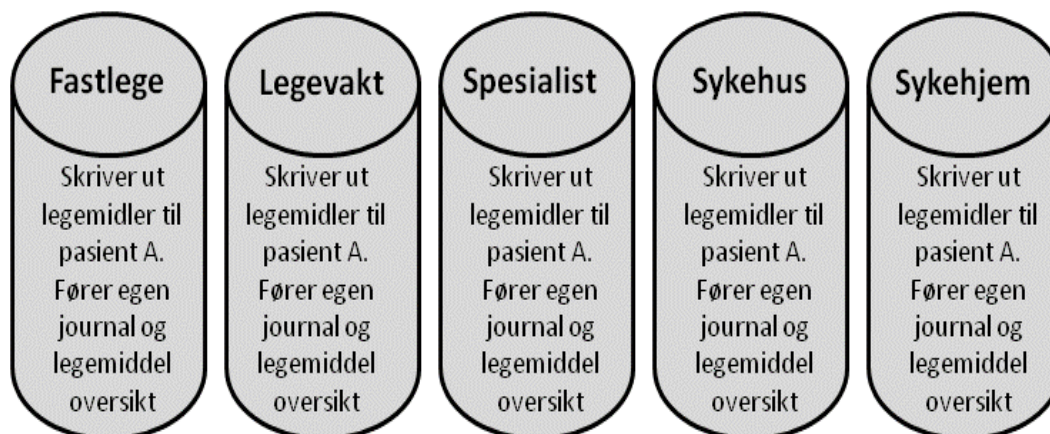 Fastlege
Skriver ut
legemidler til
pasient A.
Fører egen
journal og
legemiddel
oversikt
Legevakt
Skriver ut
legemidler til
pasient A.
Fører egen
journal og
legemiddel
oversikt
Spesialist
Skriver ut
legemidler til
pasient A.
Fører egen
journal og
legemiddel
oversikt
Sykehus
Skriver ut
legemidler til
pasient A.
Fører egen
journal og
legemiddel
oversikt
Sykehjem
Skriver ut
legemidler til
pasient A.
Fører egen
journal og
legemiddel
oversikt